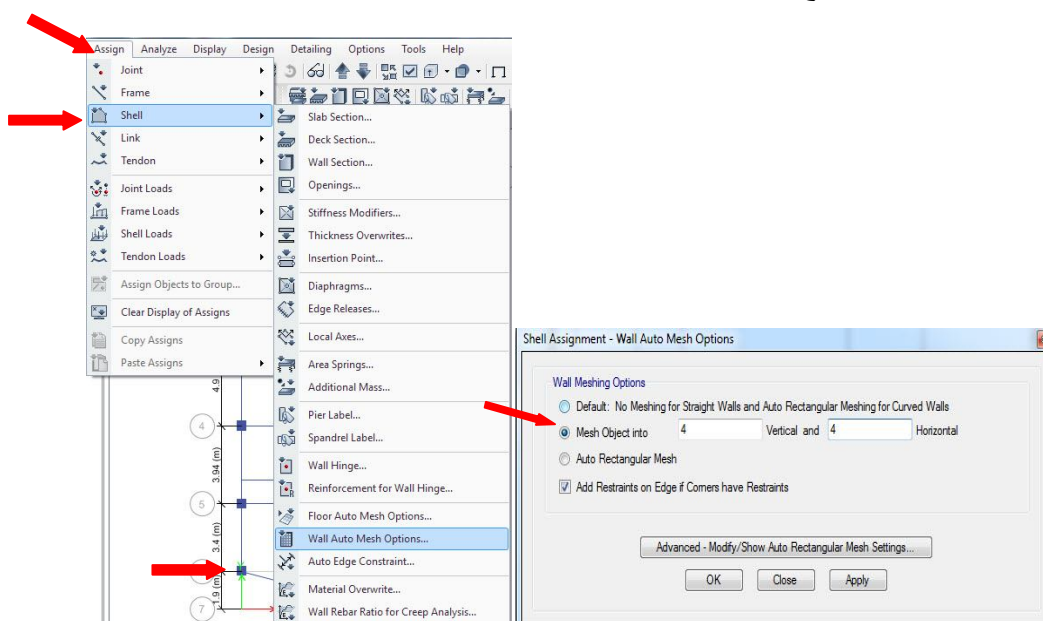 Assign Analyze Display Design Detailing Options Tools Help
Joint
Frame
Shell
Link
Tendon
Joint Loads
Frame Loads
Shell Loads
Tendon Loads
Assign Objects to Group...
Clear Display of Assigns
Copy Assigns
Paste Assigns
Slab Section...
Deck Section...
Wall Section...
Openings...
Stiffness Modifiers...
Thickness Overwrites...
Insertion Point...
Diaphragms...
Edge Releases...
Local Axes...
Area Springs...
Additional Mass...
Pier Label...
Spandrel Label...
Wall Hinge...
Reinforcement for Wall Hinge...
Floor Auto Mesh Options...
Wall Auto Mesh Options...
Auto Edge Constraint...
Material Overwrite...
Wall Rebar Ratio for Creep Analysis...
4.9
4
3.94 (m)
5
3.4 (m)
1.9 (m)
7
Shell Assignment - Wall Auto Mesh Options
Wall Meshing Options
Default: No Meshing for Straight Walls and Auto Rectangular Meshing for Curved Walls
Mesh Object into 4 Vertical and 4 Horizontal
Auto Rectangular Mesh
Add Restraints on Edge if Corners have Restraints
Advanced - Modify/Show Auto Rectangular Mesh Settings...
OK Close Apply